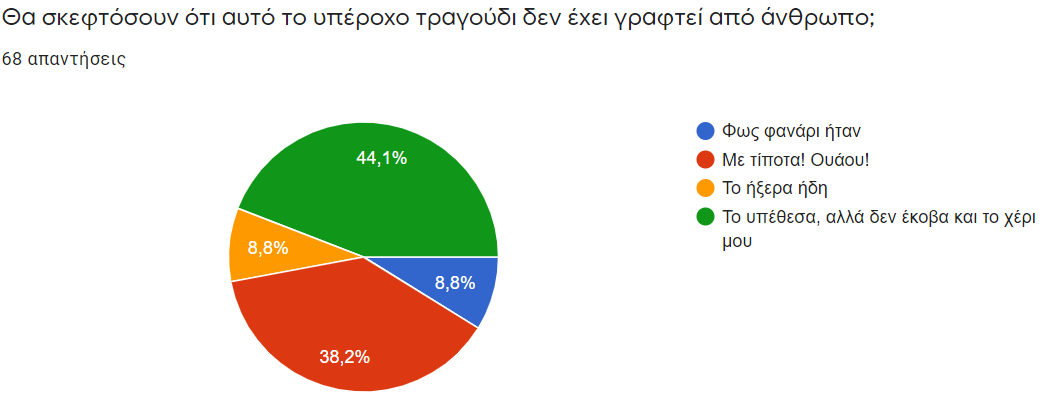 Θα σκεφτόσουν ότι αυτό το υπέροχο τραγούδι δεν έχει γραφτεί από άνθρωπο;
68 απαντήσεις
44,1%
8,8%
8,8%
38,2%
Φως φανάρι ήταν
Με τίποτα! Ουάου!
Το ήξερα ήδη
Το υπέθεσα, αλλά δεν έκοβα και το χέρι
μου